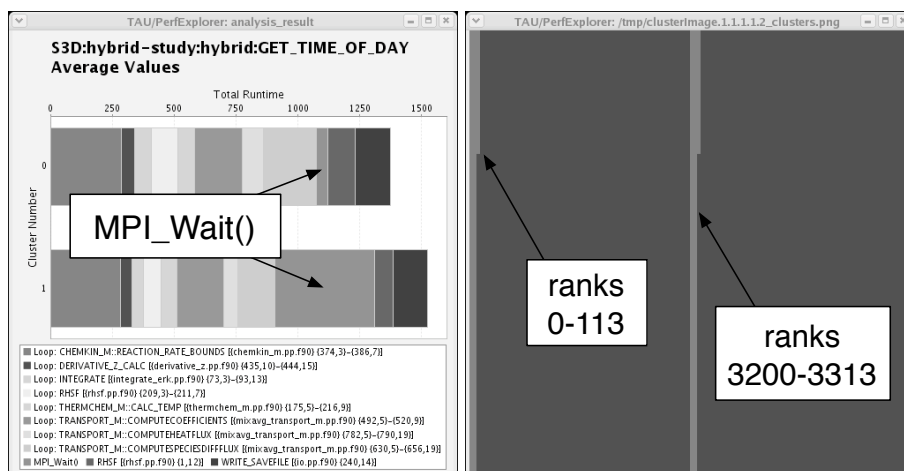 TAU/PerfExplorer: analysis_result
S3D:hybrid-study:hybrid:GET_TIME_OF_DAY
Average Values
Total Runtime
0 250 500 750 1000 1250 1500
Cluster Number
0
1
MPI_Wait()
Loop: CHEMKIN_M::REACTION_RATE_BOUNDS [{chemkin_m.pp.f90} {374,3}-{386,7}]
Loop: DERIVATIVE_Z_CALC [{derivative_z.pp.f90} {435,10}-{444,15}]
Loop: INTEGRATE [{integrate_erk.pp.f90} {73,3}-{93,13}]
Loop: RHSF [{rhsf.pp.f90} {209,3}-{211,7}]
Loop: THERMCHEM_M::CALC_TEMP [{thermchem_m.pp.f90} {175,5}-{216,9}]
Loop: TRANSPORT_M::COMPUTECOEFFICIENTS [{mixavg_transport_m.pp.f90} {492,5}-{520,9}]
Loop: TRANSPORT_M::COMPUTEHEATFLUX [{mixavg_transport_m.pp.f90} {782,5}-{790,19}]
Loop: TRANSPORT_M::COMPUTESPECIESDIFFFLUX [{mixavg_transport_m.pp.f90} {630,5}-{656,19}]
MPI_Wait() RHSF [{rhsf.pp.f90} {1,12}] WRITE_SAVEFILE [{io.pp.f90} {240,14}]
TAU/PerfExplorer: /tmp/clusterImage.1.1.1.1.2_clusters.png
ranks
0-113
ranks
3200-3313